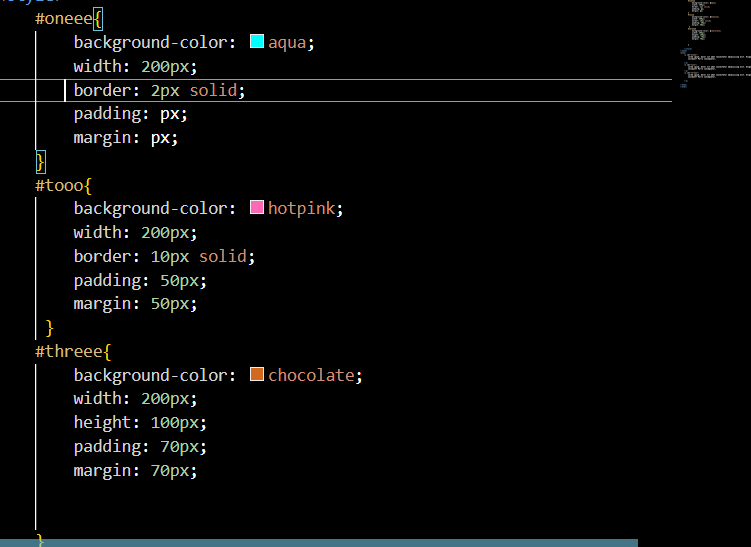 #oneee{
background-color: aqua;
width: 200px;
border: 2px solid;
padding: px;
margin: px;
}
#tooo{
background-color: hotpink;
width: 200px;
border: 10px solid;
padding: 50px;
margin: 50px;
}
#threee{
background-color: chocolate;
width: 200px;
height: 100px;
padding: 70px;
margin: 70px;
}